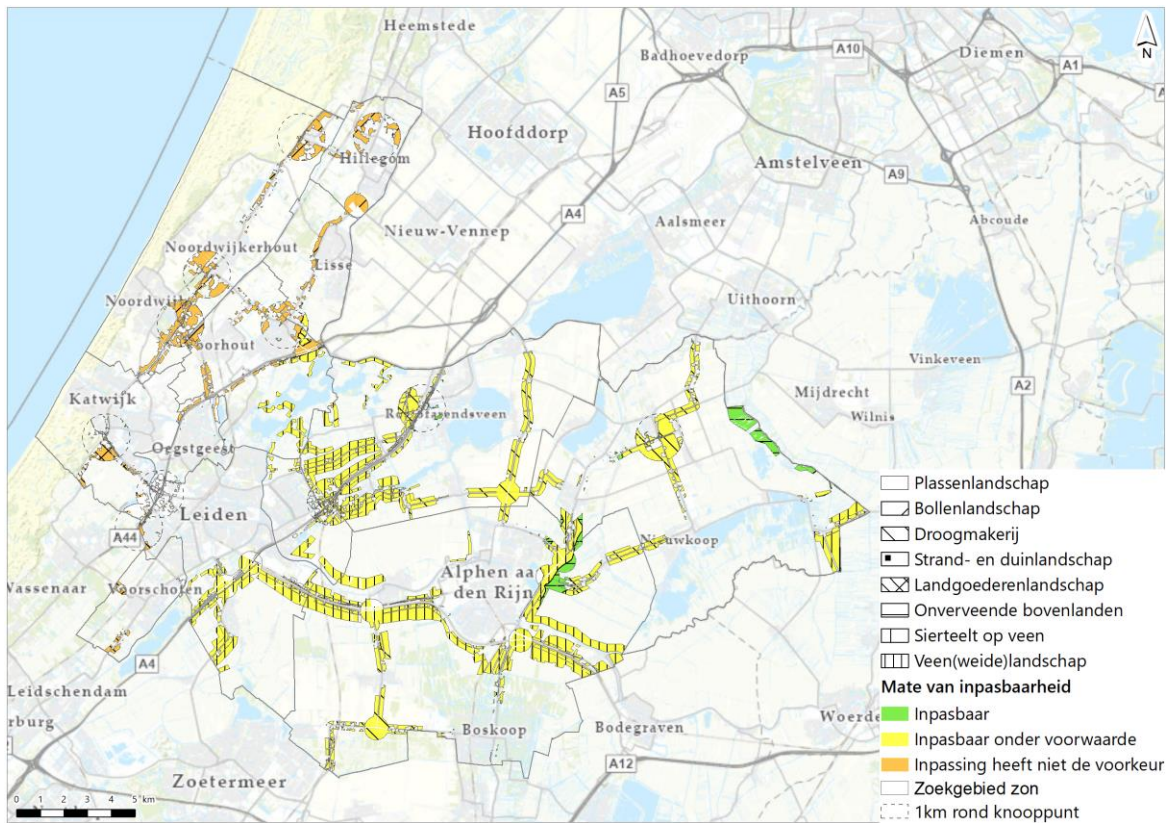 Heemstede
Badhoevedorp
A10
Diemen
A1
N
A5
Hoofddorp
Hillegom
Amstelveen
A9
A4
Abcoude
Aalsmeer
Nieuw-Vennep
Noordwijkerhout
Lisse
Uithoorn
Noordwijk
Voorhout
Vinkeveen
A2
Katwijk
Mijdrecht
Wilnis
Roelofarendsveen
Oegstgeest
Leiden
A44
Nieuwkoop
Alphen aa
den Rijn
Wassenaar
Voorschoten
A4
Leidschendam
rburg
Boskoop
Bodegraven
Woerde
A12
Zoetermeer
0 1 2 3 4 5 km
Plassenlandschap
Bollenlandschap
Droogmakerij
Strand- en duinlandschap
Landgoederenlandschap
Onverveende bovenlanden
Sierteelt op veen
Veen(weide)landschap
Mate van inpasbaarheid
Inpasbaar
Inpasbaar onder voorwaarde
Inpassing heeft niet de voorkeur
Zoekgebied zon
1km rond knooppunt